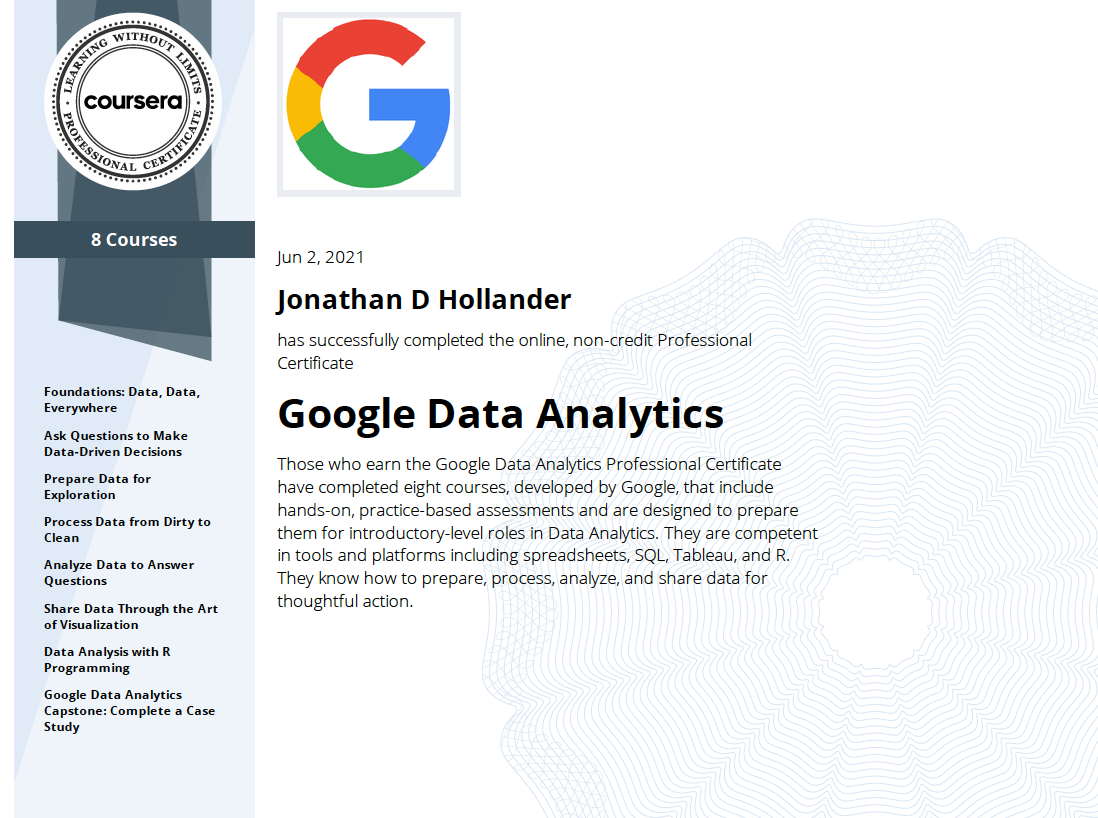 LEARNING WITHOUT LIMITS
coursera
PROFESSIONAL CERTIFICATE
8 Courses
Foundations: Data, Data,
Everywhere
Ask Questions to Make
Data-Driven Decisions
Prepare Data for
Exploration
Process Data from Dirty to
Clean
Analyze Data to Answer
Questions
Share Data Through the Art
of Visualization
Data Analysis with R
Programming
Google Data Analytics
Capstone: Complete a Case
Study
Jun 2, 2021
Jonathan D Hollander
has successfully completed the online, non-credit Professional
Certificate
Google Data Analytics
Those who earn the Google Data Analytics Professional Certificate
have completed eight courses, developed by Google, that include
hands-on, practice-based assessments and are designed to prepare
them for introductory-level roles in Data Analytics. They are competent
in tools and platforms including spreadsheets, SQL, Tableau, and R.
They know how to prepare, process, analyze, and share data for
thoughtful action.